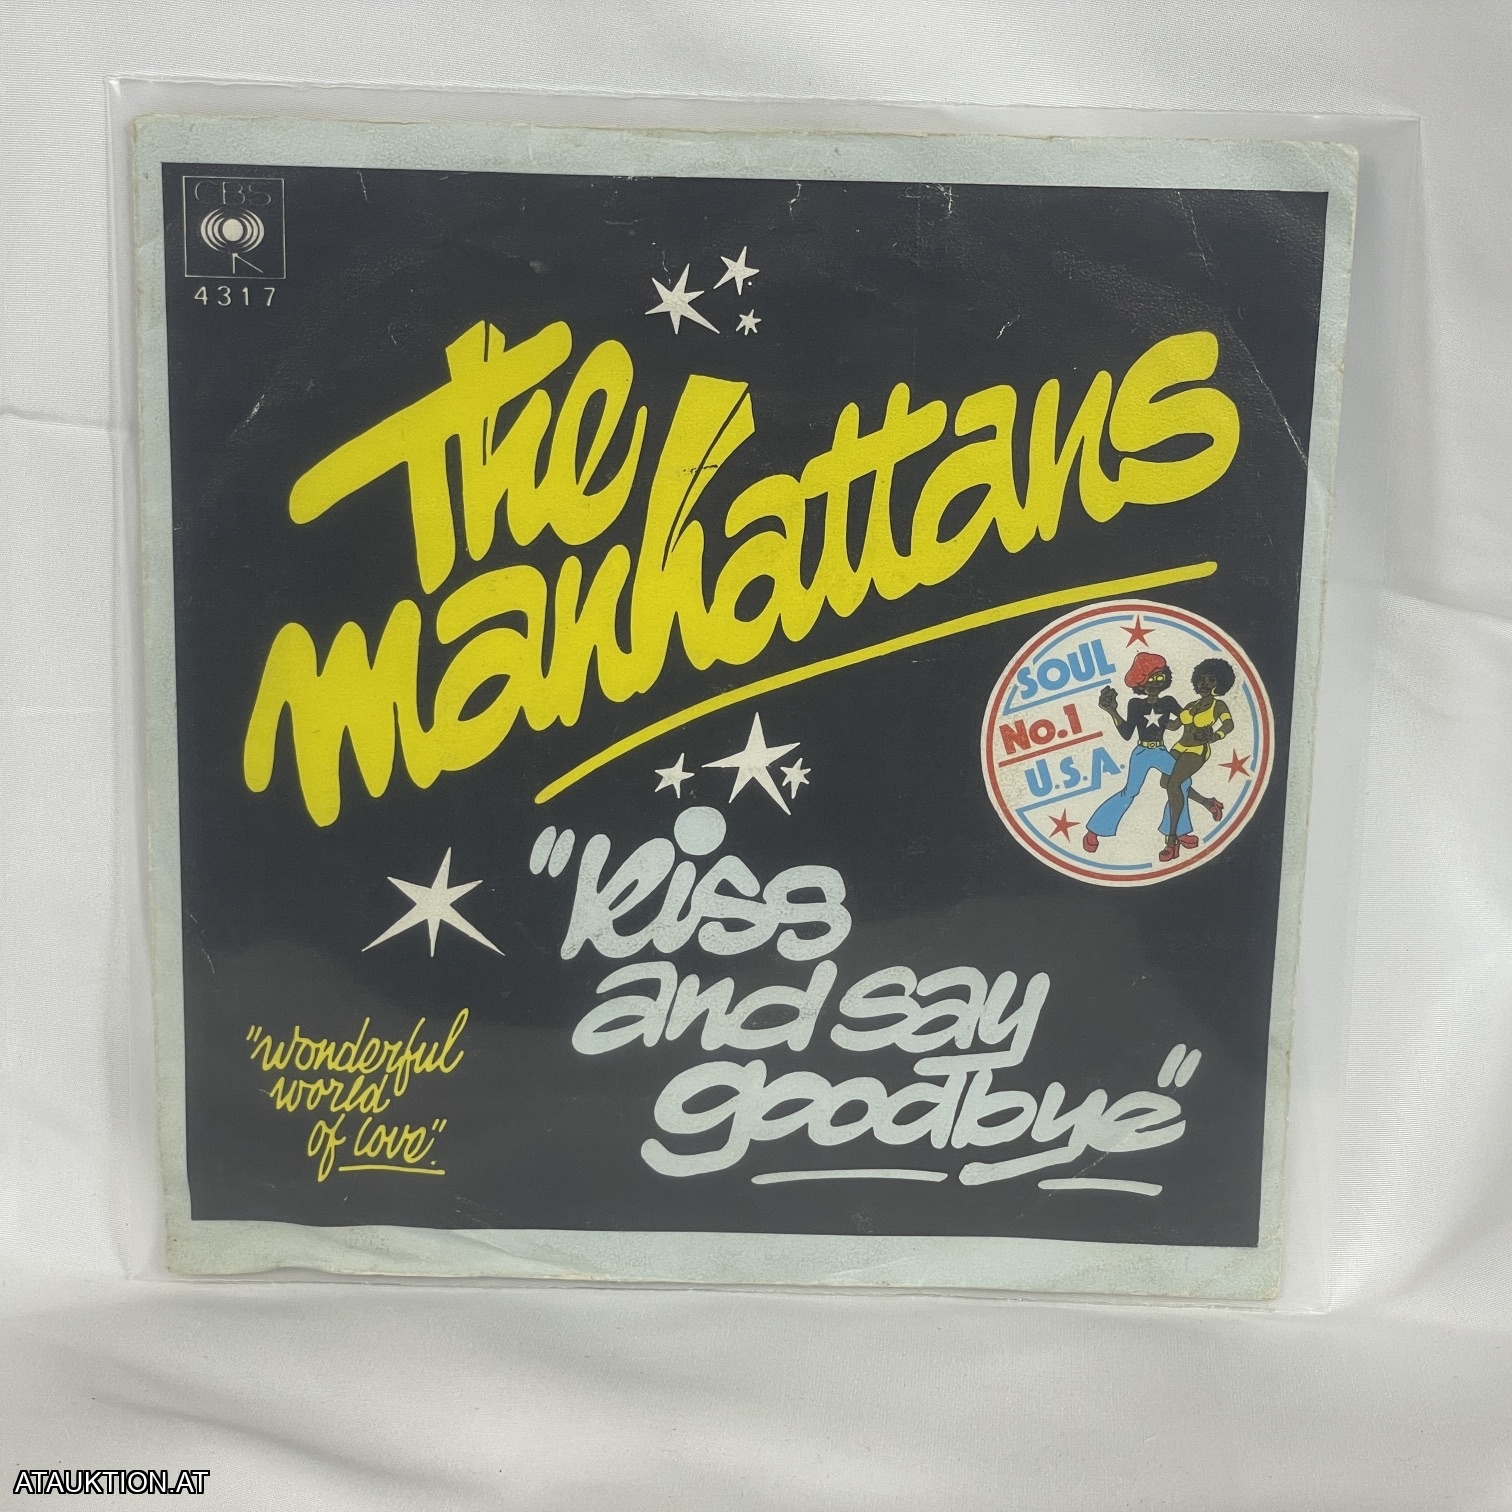 CBS
4317
The
Manhattans
SOUL
No.1
U.S.A.
"Kiss
and say
goodbye"
"wonderful
world
of love".
ATAUKTION.AT